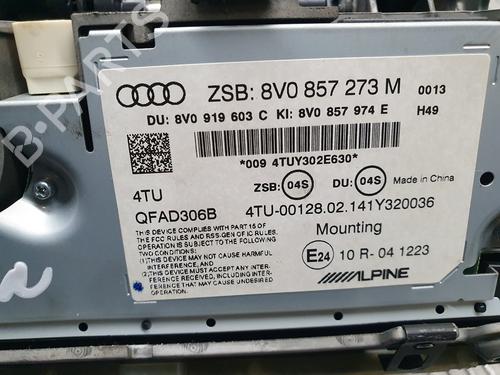 B-PARTS
ZSB: 8V0 857 273 M 0013
DU: 8V0 919 603 C KI: 8V0 857 974 E H49
*009 4TUY302E630*
4TU ZSB: 04S DU: 04S Made in China
QFAD306B 4TU-00128.02.141Y320036
THIS DEVICE COMPLIES WITH PART 15 OF
THE FCC RULES AND RSS-GEN OF IC RULES.
OPERATION IS SUBJECT TO THE FOLLOWING
TWO CONDITIONS:
(1) THIS DEVICE MAY NOT CAUSE HARMFUL
INTERFERENCE, AND
(2) THIS DEVICE MUST ACCEPT ANY INTER-
FERENCE RECEIVED, INCLUDING
INTERFERENCE THAT MAY CAUSE UNDESIRED
OPERATION.
Mounting
E24 10 R- 04 1223
ALPINE